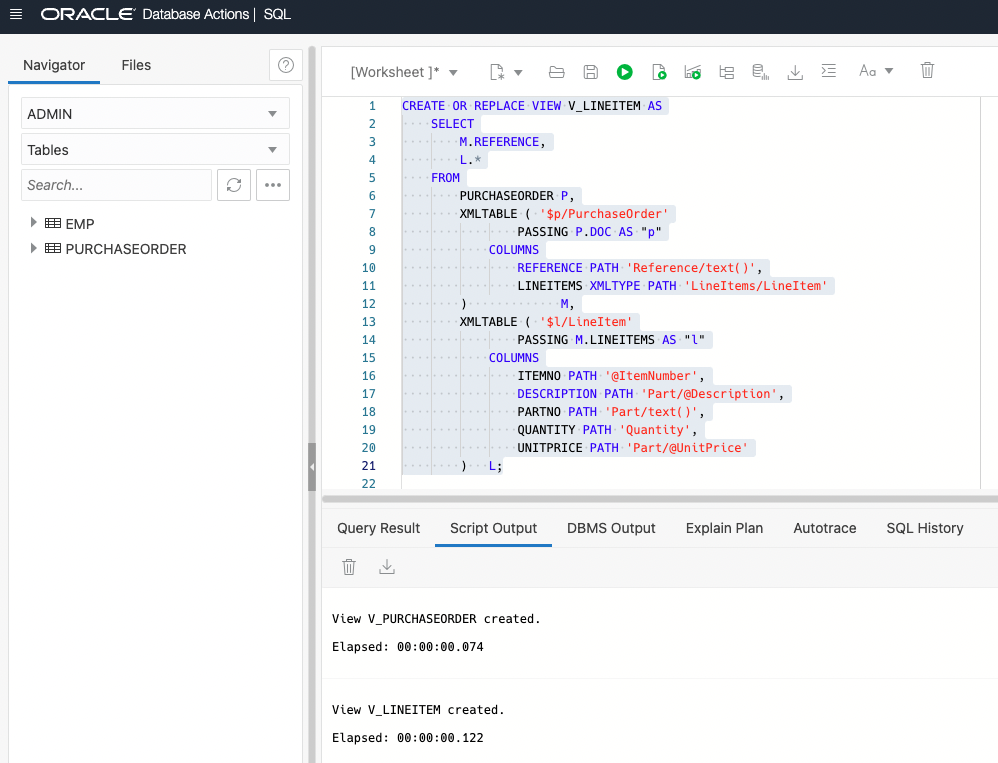 ORACLE Database Actions | SQL
Navigator
Files
ADMIN
Tables
Search...
EMP
PURCHASEORDER
[Worksheet ]*
Aa
1 CREATE OR REPLACE VIEW V_LINEITEM AS
2 SELECT
3 M.REFERENCE,
4 L.*
5 FROM
6 PURCHASEORDER P,
7 XMLTABLE ( '$p/PurchaseOrder'
8 PASSING P.DOC AS "p"
9 COLUMNS
10 REFERENCE PATH 'Reference/text()',
11 LINEITEMS XMLTYPE PATH 'LineItems/LineItem'
12 ) M,
13 XMLTABLE ( '$l/LineItem'
14 PASSING M.LINEITEMS AS "l"
15 COLUMNS
16 ITEMNO PATH '@ItemNumber',
17 DESCRIPTION PATH 'Part/@Description',
18 PARTNO PATH 'Part/text()',
19 QUANTITY PATH 'Quantity',
20 UNITPRICE PATH 'Part/@UnitPrice'
21 ) L;
22
Query Result
Script Output
DBMS Output
Explain Plan
Autotrace
SQL History
View V_PURCHASEORDER created.
Elapsed: 00:00:00.074
View V_LINEITEM created.
Elapsed: 00:00:00.122